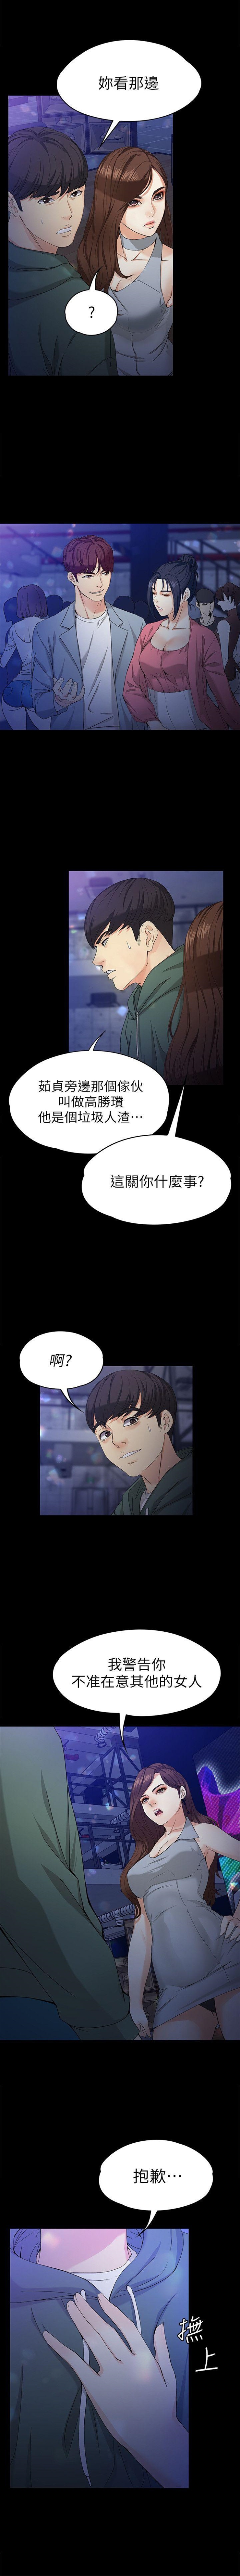 妳看那邊
?
茹貞旁邊那個傢伙
叫做高勝瓚
他是個垃圾人渣…
這關你什麼事?
啊?
我警告你
不准在意其他的女人
抱歉…
撫
上